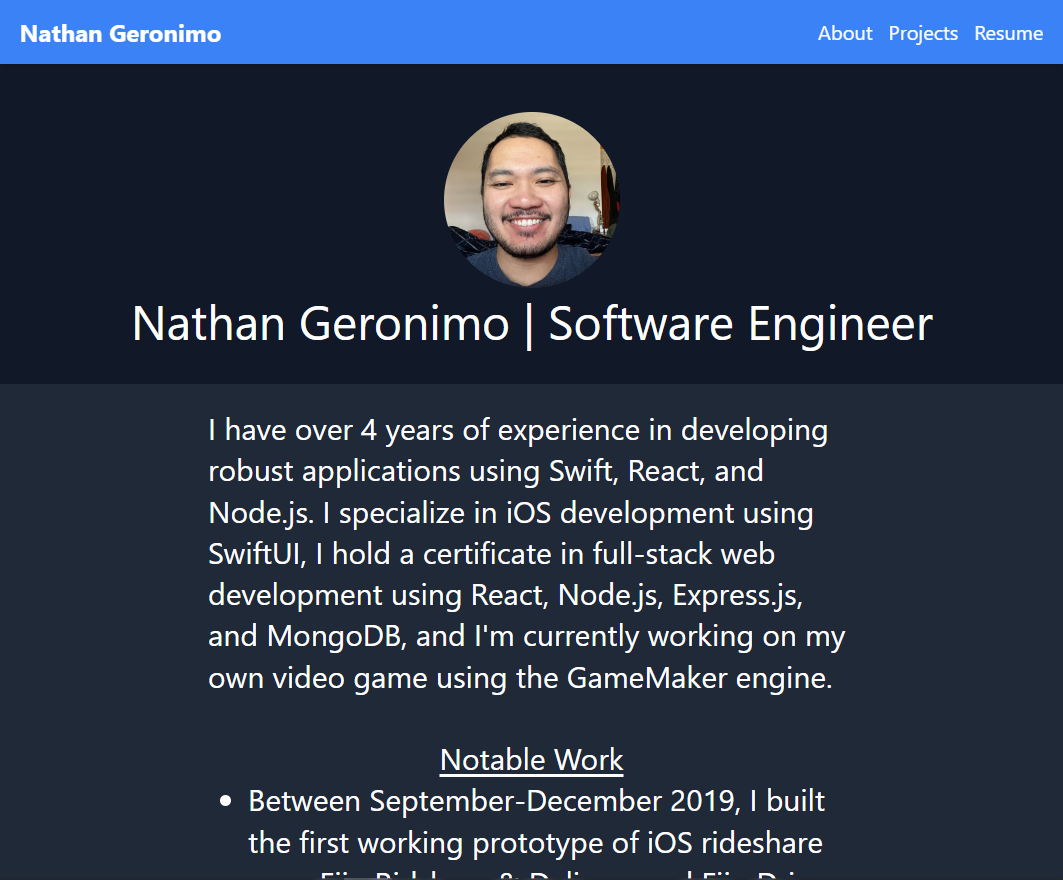 Nathan Geronimo
About Projects Resume
Nathan Geronimo | Software Engineer
I have over 4 years of experience in developing
robust applications using Swift, React, and
Node.js. I specialize in iOS development using
SwiftUI, I hold a certificate in full-stack web
development using React, Node.js, Express.js,
and MongoDB, and I'm currently working on my
own video game using the GameMaker engine.
Notable Work
• Between September-December 2019, I built
the first working prototype of iOS rideshare